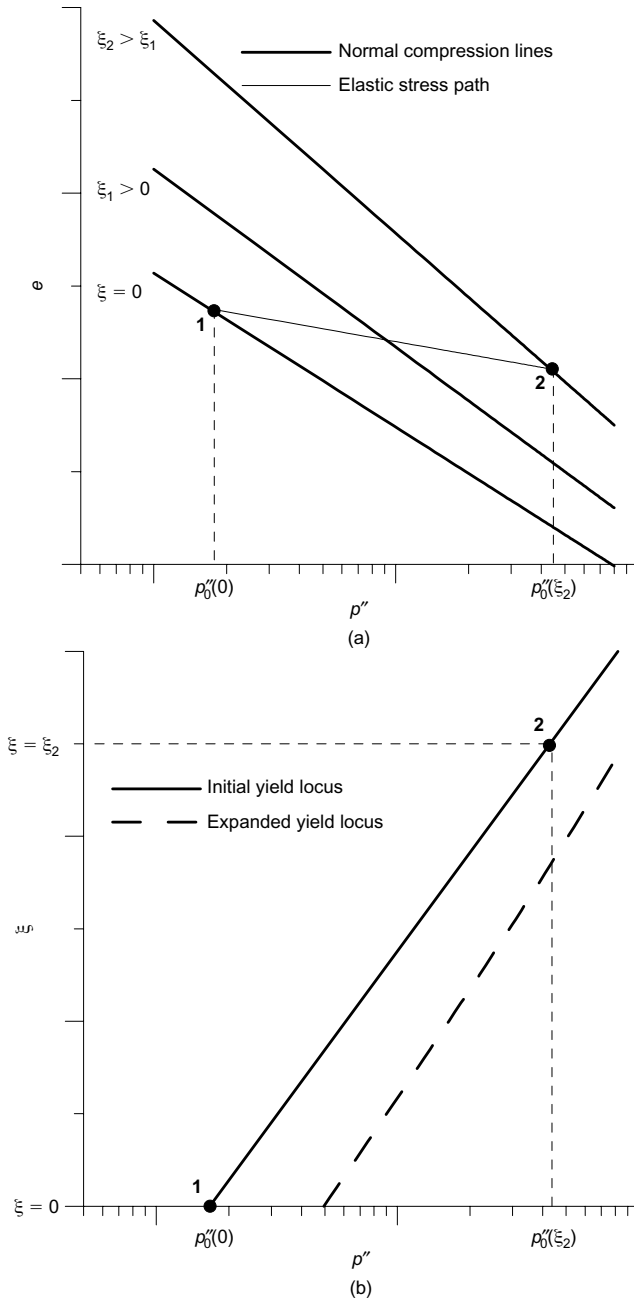 ξ₂ > ξ₁
Normal compression lines
Elastic stress path
ξ₁ > 0
e
ξ = 0
1
2
p″₀(0)
p″₀(ξ₂)
p″
(a)
ξ = ξ₂
2
Initial yield locus
Expanded yield locus
ξ
1
ξ = 0
p″₀(0)
p″₀(ξ₂)
p″
(b)